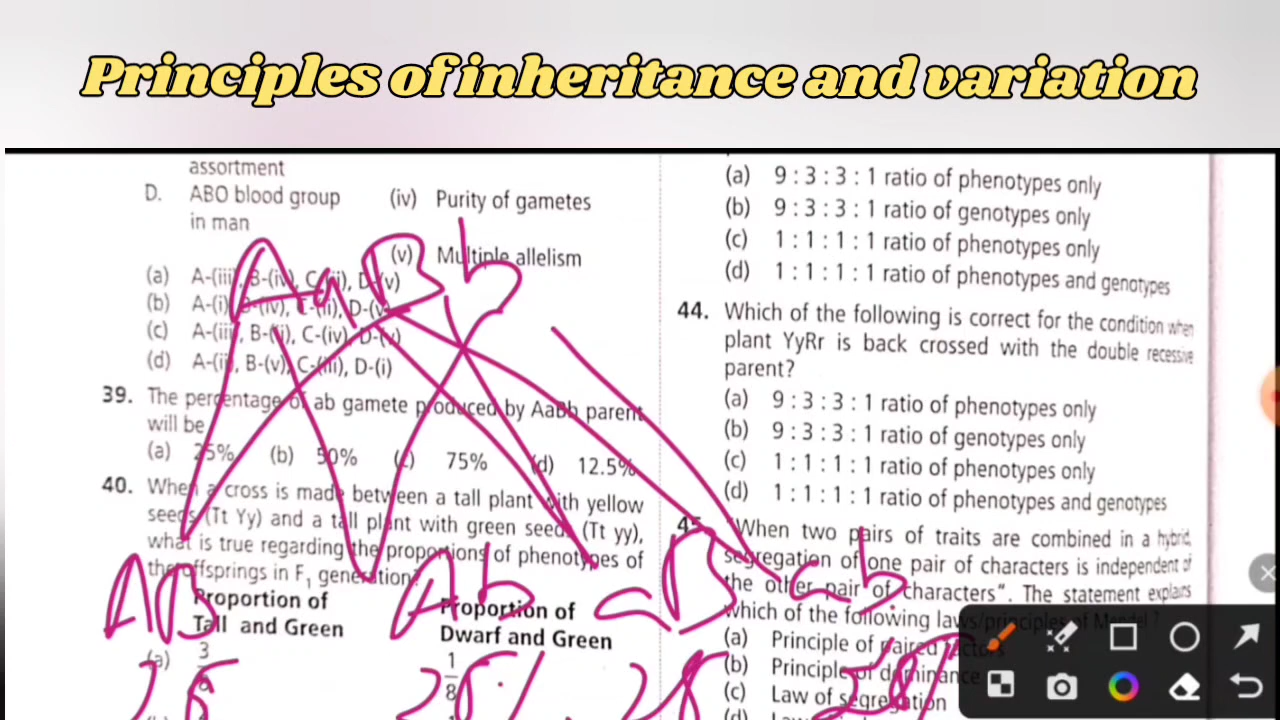 Principles of inheritance and variation
assortment
D. ABO blood group (iv) Purity of gametes
in man
(v) Multiple allelism
(a) A-(iii), B-(iv), C-(ii), D-(v)
(b) A-(i), B-(iv), C-(ii), D-(v)
(c) A-(iii), B-(ii), C-(iv), D-(v)
(d) A-(ii), B-(v), C-(iii), D-(i)
39. The percentage of ab gamete produced by AaBb parent
will be
(a) 25% (b) 50% (c) 75% (d) 12.5%
40. When a cross is made between a tall plant with yellow
seeds (Tt Yy) and a tall plant with green seed (Tt yy),
what is true regarding the proportions of phenotypes of
the offsprings in F1 generation?
Proportion of Proportion of
Tall and Green Dwarf and Green
(a) 3 1
8
(a) 9 : 3 : 3 : 1 ratio of phenotypes only
(b) 9 : 3 : 3 : 1 ratio of genotypes only
(c) 1 : 1 : 1 : 1 ratio of phenotypes only
(d) 1 : 1 : 1 : 1 ratio of phenotypes and genotypes
44. Which of the following is correct for the condition when
plant YyRr is back crossed with the double recessive
parent?
(a) 9 : 3 : 3 : 1 ratio of phenotypes only
(b) 9 : 3 : 3 : 1 ratio of genotypes only
(c) 1 : 1 : 1 : 1 ratio of phenotypes only
(d) 1 : 1 : 1 : 1 ratio of phenotypes and genotypes
45. "When two pairs of traits are combined in a hybrid,
segregation of one pair of characters is independent of
the other pair of characters". The statement explains
which of the following laws/principles of Mendel?
(a) Principle of paired factors
(b) Principle of dominance
(c) Law of segregation
Aa Bb
AB Ab aB ab